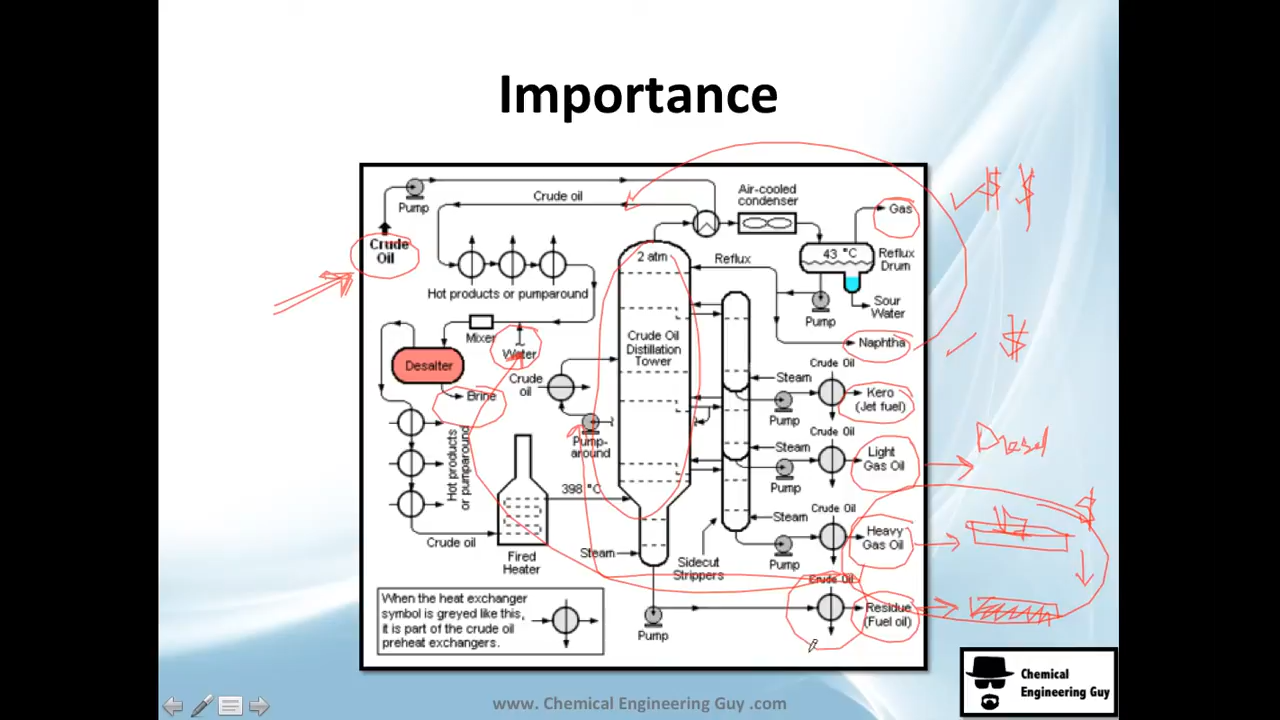 Importance
Crude oil
Pump
Crude
Oil
Air-cooled
condenser
Gas
2 atm
43 °C
Reflux
Drum
Reflux
Hot products or pumparound
Pump
Sour
Water
Mixer
Water
Crude Oil
Distillation
Tower
Naphtha
Desalter
Brine
Crude
oil
Steam
Crude Oil
Kero
(Jet fuel)
Pump
Pump-
around
Hot products
or pumparound
Steam
Crude Oil
Light
Gas Oil
Diesel
Pump
398 °C
Crude Oil
Steam
Heavy
Gas Oil
Crude oil
Fired
Heater
Steam
Sidecut
Strippers
Pump
Crude Oil
Residue
(Fuel oil)
Pump
When the heat exchanger
symbol is greyed like this,
it is part of the crude oil
preheat exchangers.
$ $
$
$
Chemical
Engineering Guy
www. Chemical Engineering Guy .com